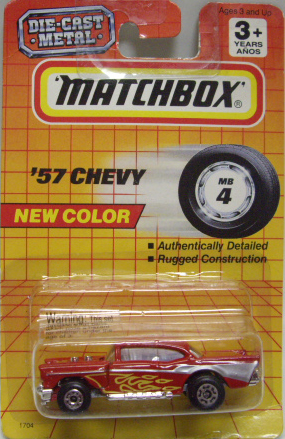 DIE-CAST
METAL
Ages 3 and Up
3+
YEARS
AÑOS
MATCHBOX®
'57 CHEVY
MB
4
NEW COLOR
■ Authentically Detailed
■ Rugged Construction
Warning:
1704